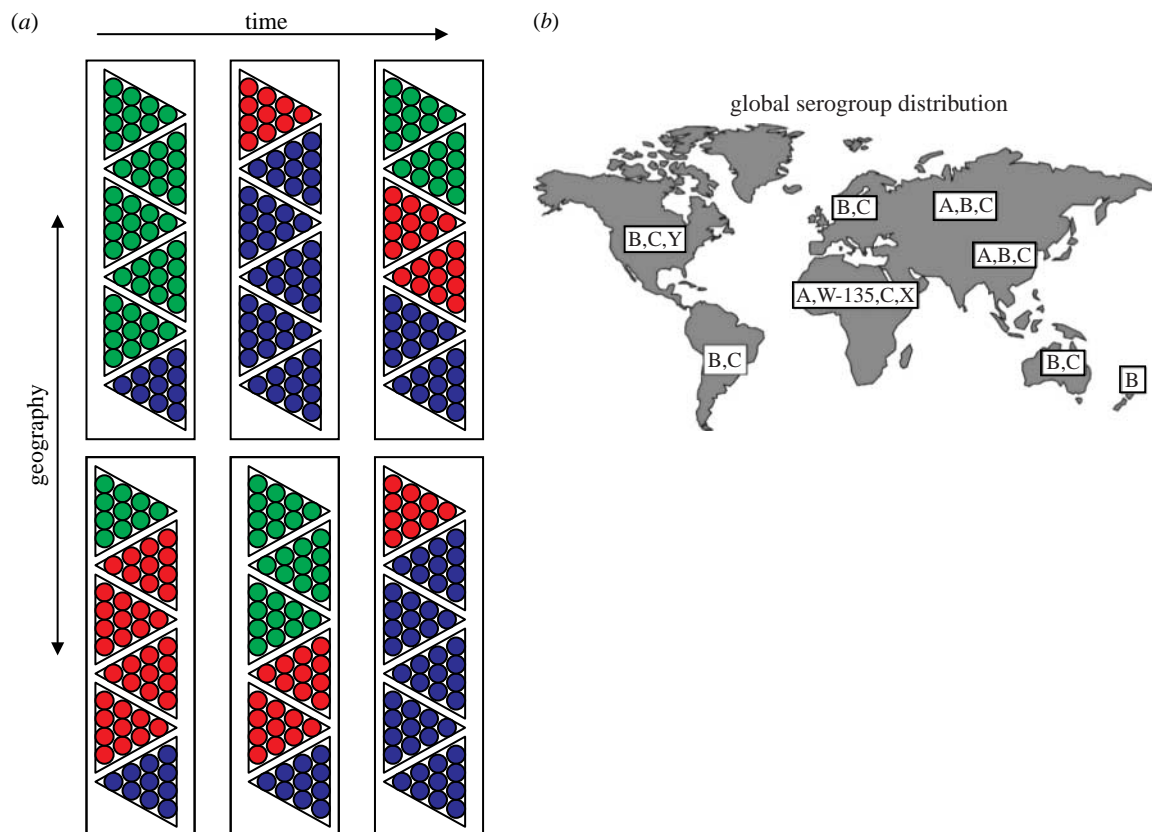 (a)
time
geography
(b)
global serogroup distribution
B,C
A,B,C
B,C,Y
A,B,C
A,W-135,C,X
B,C
B,C
B